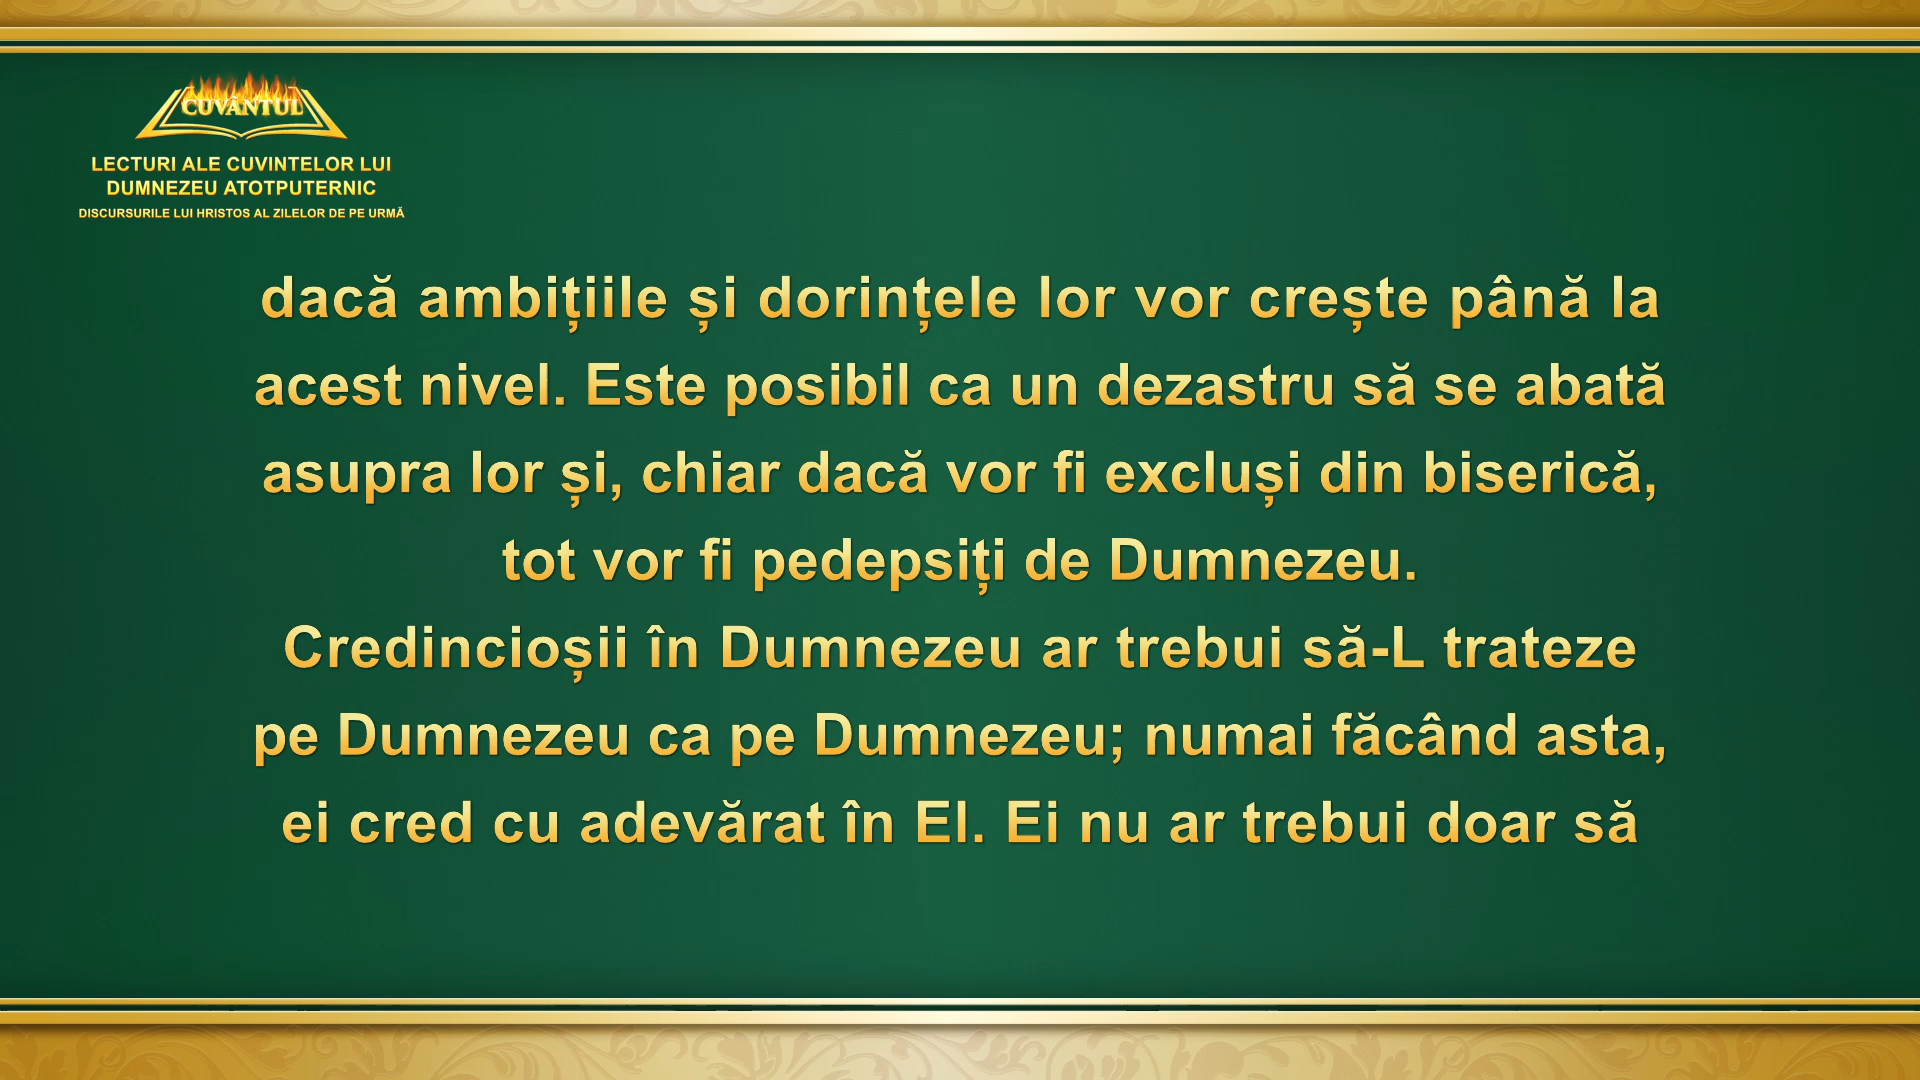 CUVÂNTUL
LECTURI ALE CUVINTELOR LUI
DUMNEZEU ATOTPUTERNIC
DISCURSURILE LUI HRISTOS AL ZILELOR DE PE URMĂ
dacă ambițiile și dorințele lor vor crește până la
acest nivel. Este posibil ca un dezastru să se abată
asupra lor și, chiar dacă vor fi excluși din biserică,
tot vor fi pedepsiți de Dumnezeu.
Credincioșii în Dumnezeu ar trebui să-L trateze
pe Dumnezeu ca pe Dumnezeu; numai făcând asta,
ei cred cu adevărat în El. Ei nu ar trebui doar să